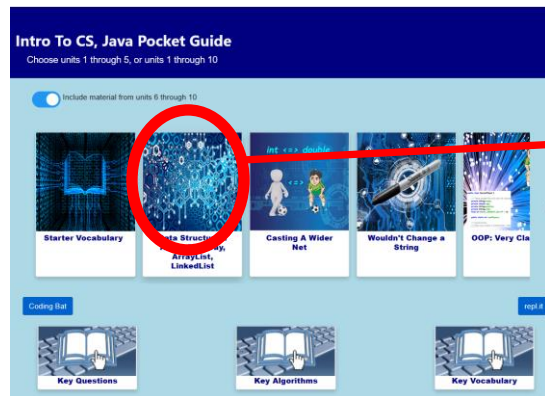 Intro To CS, Java Pocket Guide
Choose units 1 through 5, or units 1 through 10
Include material from units 6 through 10
int <=> double
<=>
Starter Vocabulary
Data Structu
ay,
ArrayList,
LinkedList
Casting A Wider
Net
Wouldn't Change a
String
OOP: Very Cla
Coding Bat
repl.it
Key Questions
Key Algorithms
Key Vocabulary